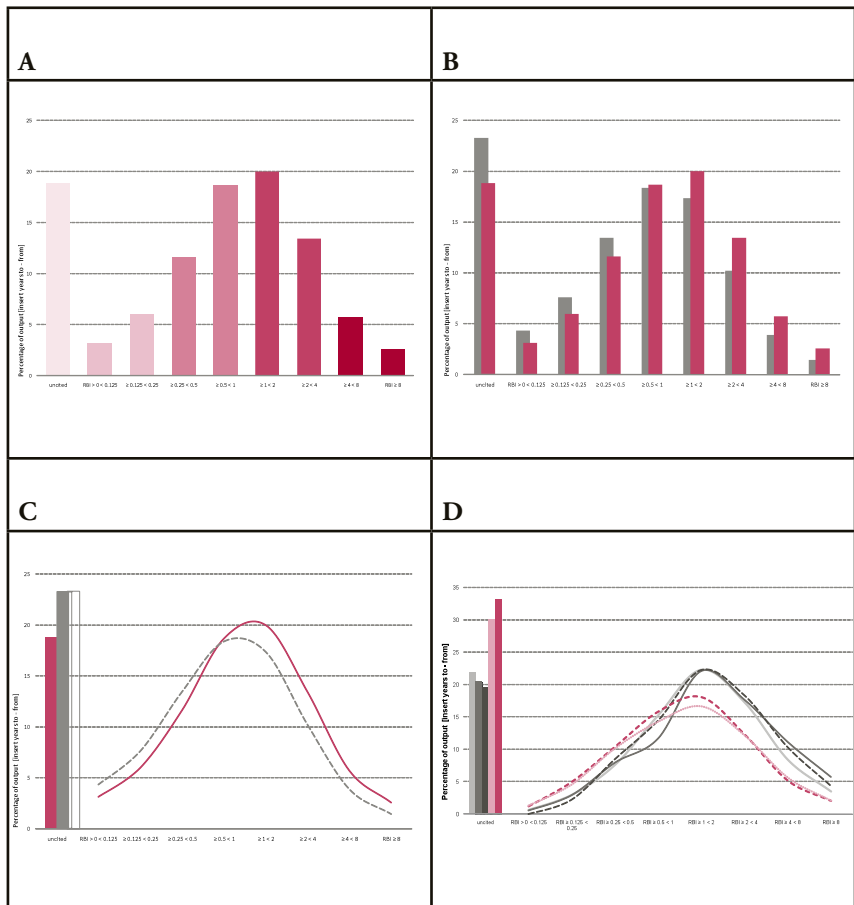 A
B
25
20
15
10
5
0
Percentage of output [insert years to - from]
uncited
RBI > 0 < 0.125
≥ 0.125 < 0.25
≥ 0.25 < 0.5
≥ 0.5 < 1
≥ 1 < 2
≥ 2 < 4
≥ 4 < 8
RBI ≥ 8
25
20
15
10
5
0
Percentage of output [insert years to - from]
uncited
RBI > 0 < 0.125
≥ 0.125 < 0.25
≥ 0.25 < 0.5
≥ 0.5 < 1
≥ 1 < 2
≥ 2 < 4
≥ 4 < 8
RBI ≥ 8
C
D
25
20
15
10
5
0
Percentage of output [insert years to - from]
uncited
RBI > 0 < 0.125
≥ 0.125 < 0.25
≥ 0.25 < 0.5
≥ 0.5 < 1
≥ 1 < 2
≥ 2 < 4
≥ 4 < 8
RBI ≥ 8
35
30
25
20
15
10
5
0
Percentage of output [insert years to - from]
uncited
RBI > 0 < 0.125
RBI ≥ 0.125 <
0.25
RBI ≥ 0.25 < 0.5
RBI ≥ 0.5 < 1
RBI ≥ 1 < 2
RBI ≥ 2 < 4
RBI ≥ 4 < 8
RBI ≥ 8